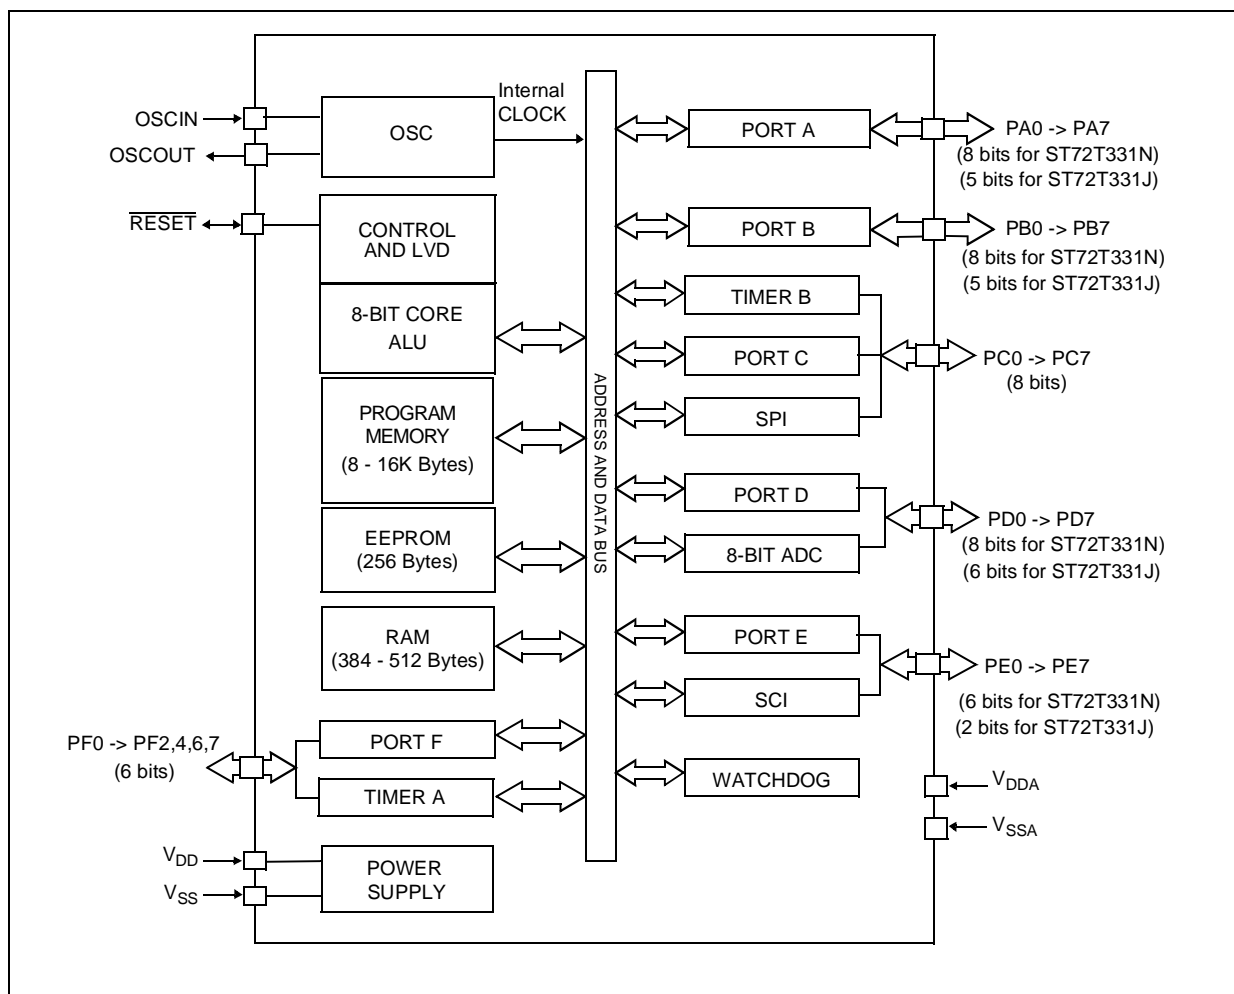 OSCIN
OSCOUT
RESET
OSC
Internal
CLOCK
CONTROL
AND LVD
8-BIT CORE
ALU
PROGRAM
MEMORY
(8 - 16K Bytes)
EEPROM
(256 Bytes)
RAM
(384 - 512 Bytes)
PF0 -> PF2,4,6,7
(6 bits)
PORT F
TIMER A
VDD
VSS
POWER
SUPPLY
ADDRESS AND DATA BUS
PORT A
PA0 -> PA7
(8 bits for ST72T331N)
(5 bits for ST72T331J)
PORT B
PB0 -> PB7
(8 bits for ST72T331N)
(5 bits for ST72T331J)
TIMER B
PORT C
SPI
PC0 -> PC7
(8 bits)
PORT D
8-BIT ADC
PD0 -> PD7
(8 bits for ST72T331N)
(6 bits for ST72T331J)
PORT E
SCI
PE0 -> PE7
(6 bits for ST72T331N)
(2 bits for ST72T331J)
WATCHDOG
VDDA
VSSA